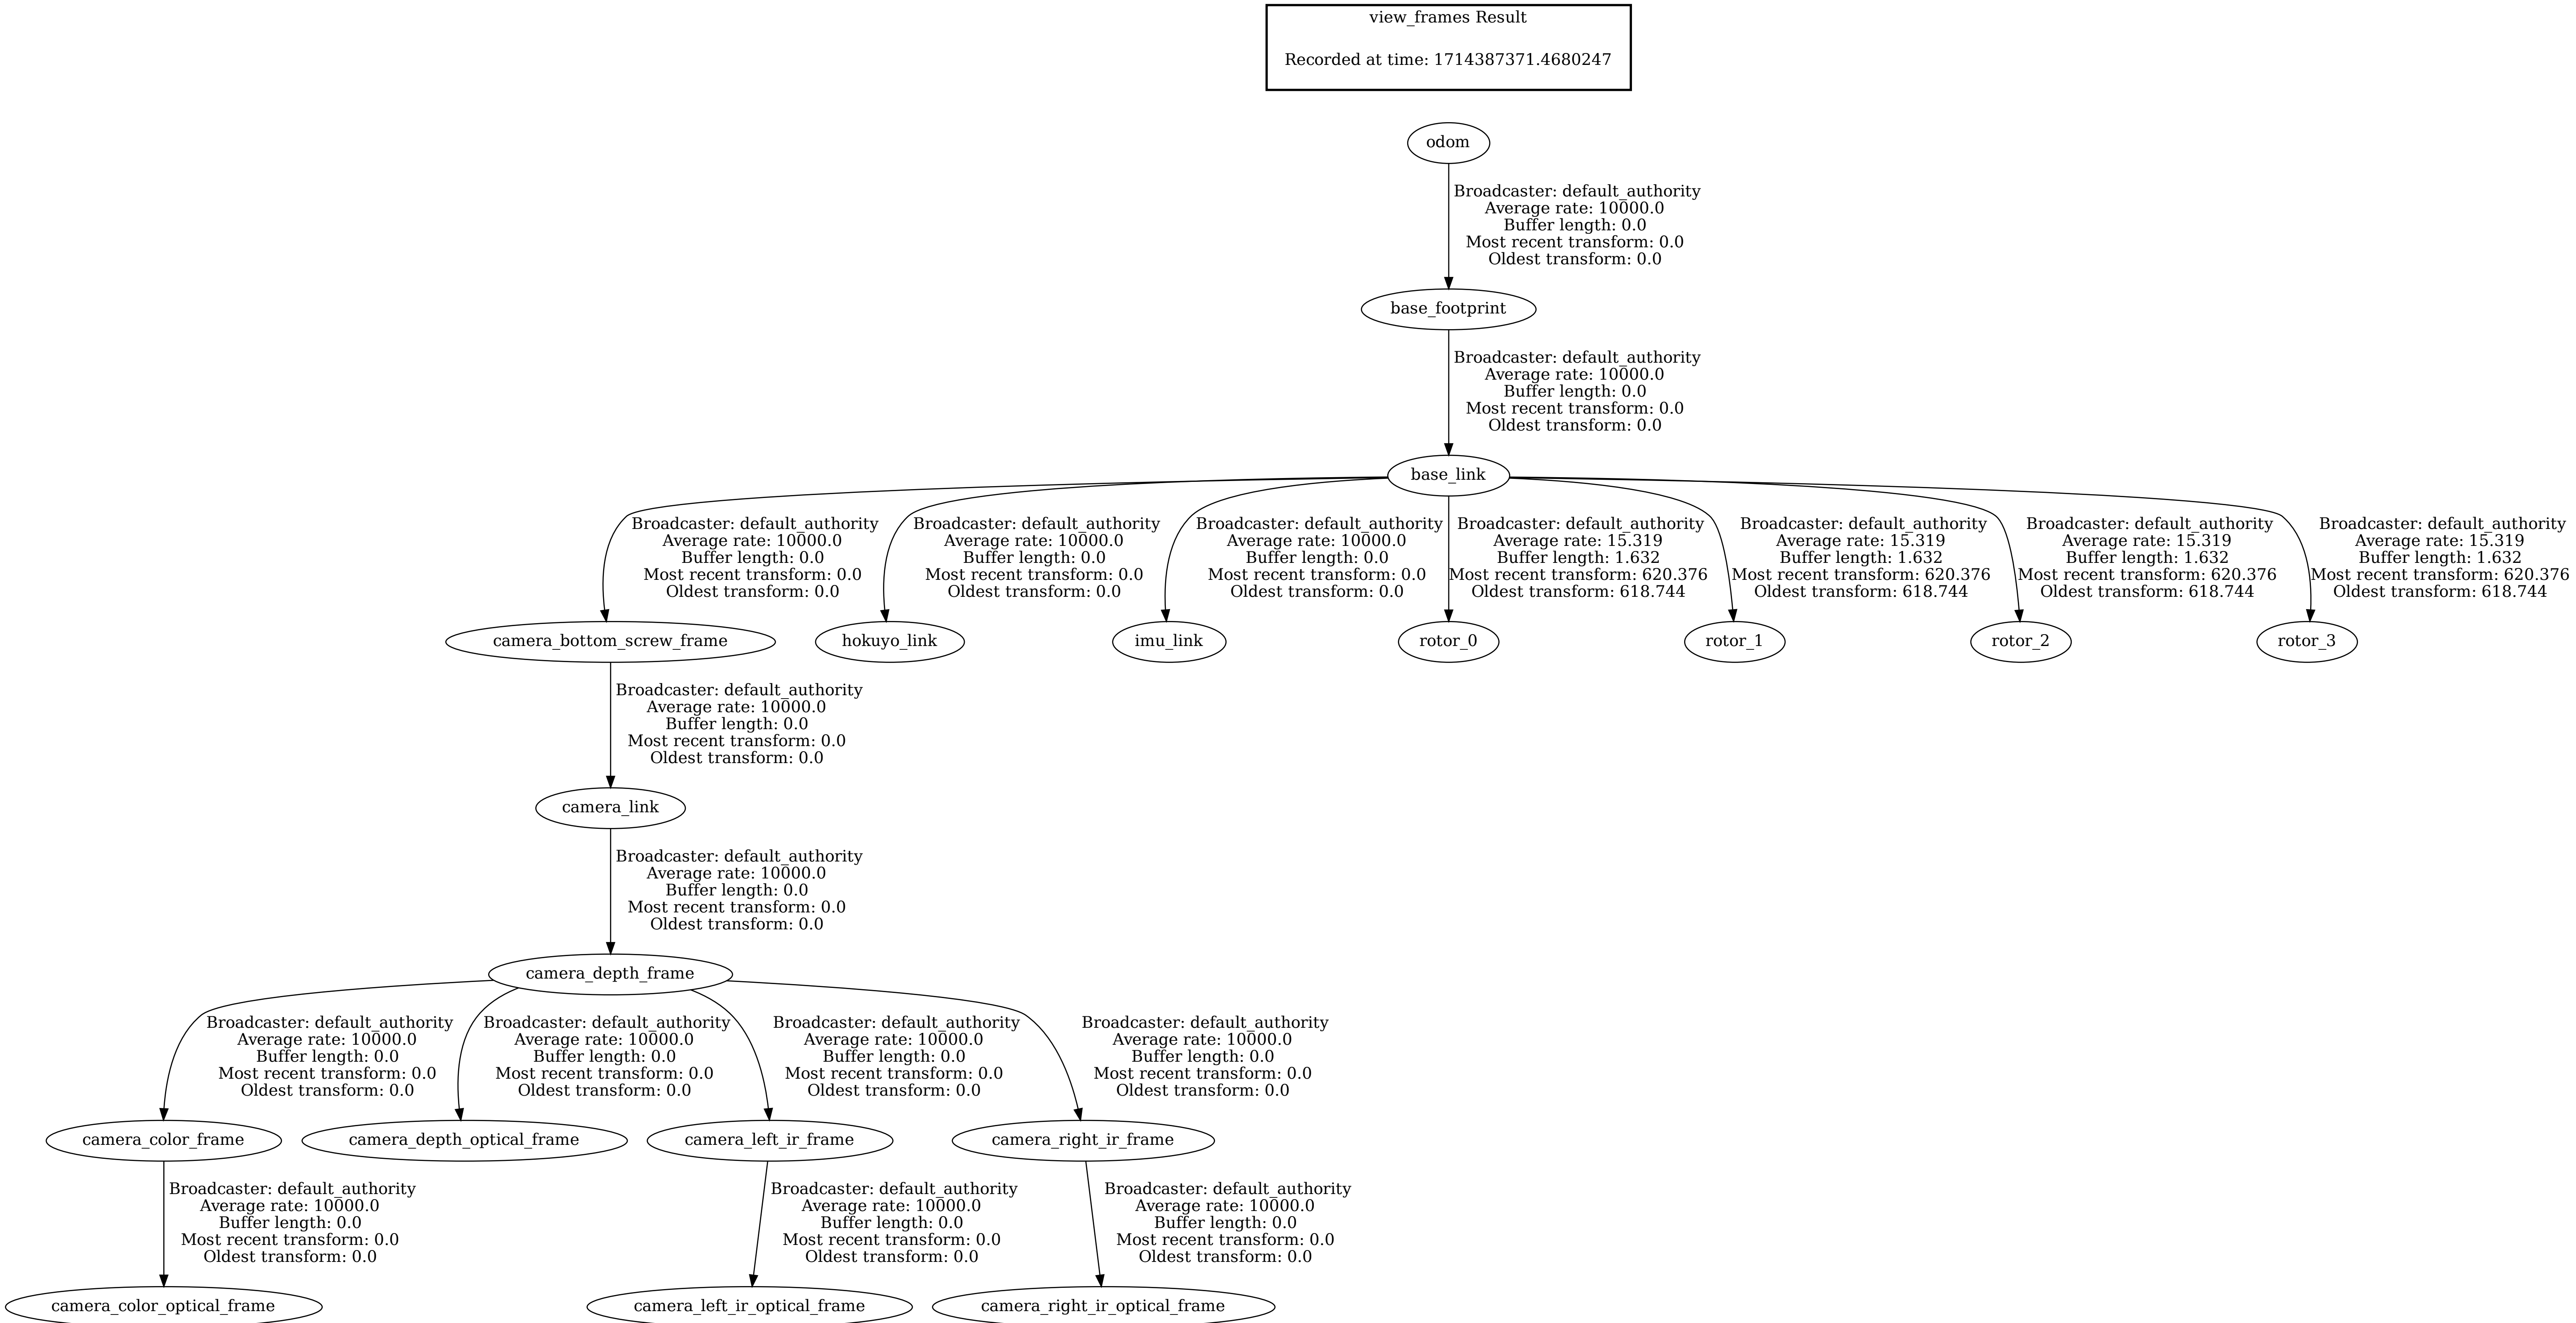 view_frames Result
Recorded at time: 1714387371.4680247
odom
Broadcaster: default_authority
Average rate: 10000.0
Buffer length: 0.0
Most recent transform: 0.0
Oldest transform: 0.0
base_footprint
Broadcaster: default_authority
Average rate: 10000.0
Buffer length: 0.0
Most recent transform: 0.0
Oldest transform: 0.0
base_link
Broadcaster: default_authority
Average rate: 10000.0
Buffer length: 0.0
Most recent transform: 0.0
Oldest transform: 0.0
Broadcaster: default_authority
Average rate: 10000.0
Buffer length: 0.0
Most recent transform: 0.0
Oldest transform: 0.0
Broadcaster: default_authority
Average rate: 10000.0
Buffer length: 0.0
Most recent transform: 0.0
Oldest transform: 0.0
Broadcaster: default_authority
Average rate: 15.319
Buffer length: 1.632
Most recent transform: 620.376
Oldest transform: 618.744
Broadcaster: default_authority
Average rate: 15.319
Buffer length: 1.632
Most recent transform: 620.376
Oldest transform: 618.744
Broadcaster: default_authority
Average rate: 15.319
Buffer length: 1.632
Most recent transform: 620.376
Oldest transform: 618.744
Broadcaster: default_authority
Average rate: 15.319
Buffer length: 1.632
Most recent transform: 620.376
Oldest transform: 618.744
camera_bottom_screw_frame
hokuyo_link
imu_link
rotor_0
rotor_1
rotor_2
rotor_3
Broadcaster: default_authority
Average rate: 10000.0
Buffer length: 0.0
Most recent transform: 0.0
Oldest transform: 0.0
camera_link
Broadcaster: default_authority
Average rate: 10000.0
Buffer length: 0.0
Most recent transform: 0.0
Oldest transform: 0.0
camera_depth_frame
Broadcaster: default_authority
Average rate: 10000.0
Buffer length: 0.0
Most recent transform: 0.0
Oldest transform: 0.0
Broadcaster: default_authority
Average rate: 10000.0
Buffer length: 0.0
Most recent transform: 0.0
Oldest transform: 0.0
Broadcaster: default_authority
Average rate: 10000.0
Buffer length: 0.0
Most recent transform: 0.0
Oldest transform: 0.0
Broadcaster: default_authority
Average rate: 10000.0
Buffer length: 0.0
Most recent transform: 0.0
Oldest transform: 0.0
camera_color_frame
camera_depth_optical_frame
camera_left_ir_frame
camera_right_ir_frame
Broadcaster: default_authority
Average rate: 10000.0
Buffer length: 0.0
Most recent transform: 0.0
Oldest transform: 0.0
Broadcaster: default_authority
Average rate: 10000.0
Buffer length: 0.0
Most recent transform: 0.0
Oldest transform: 0.0
Broadcaster: default_authority
Average rate: 10000.0
Buffer length: 0.0
Most recent transform: 0.0
Oldest transform: 0.0
camera_color_optical_frame
camera_left_ir_optical_frame
camera_right_ir_optical_frame